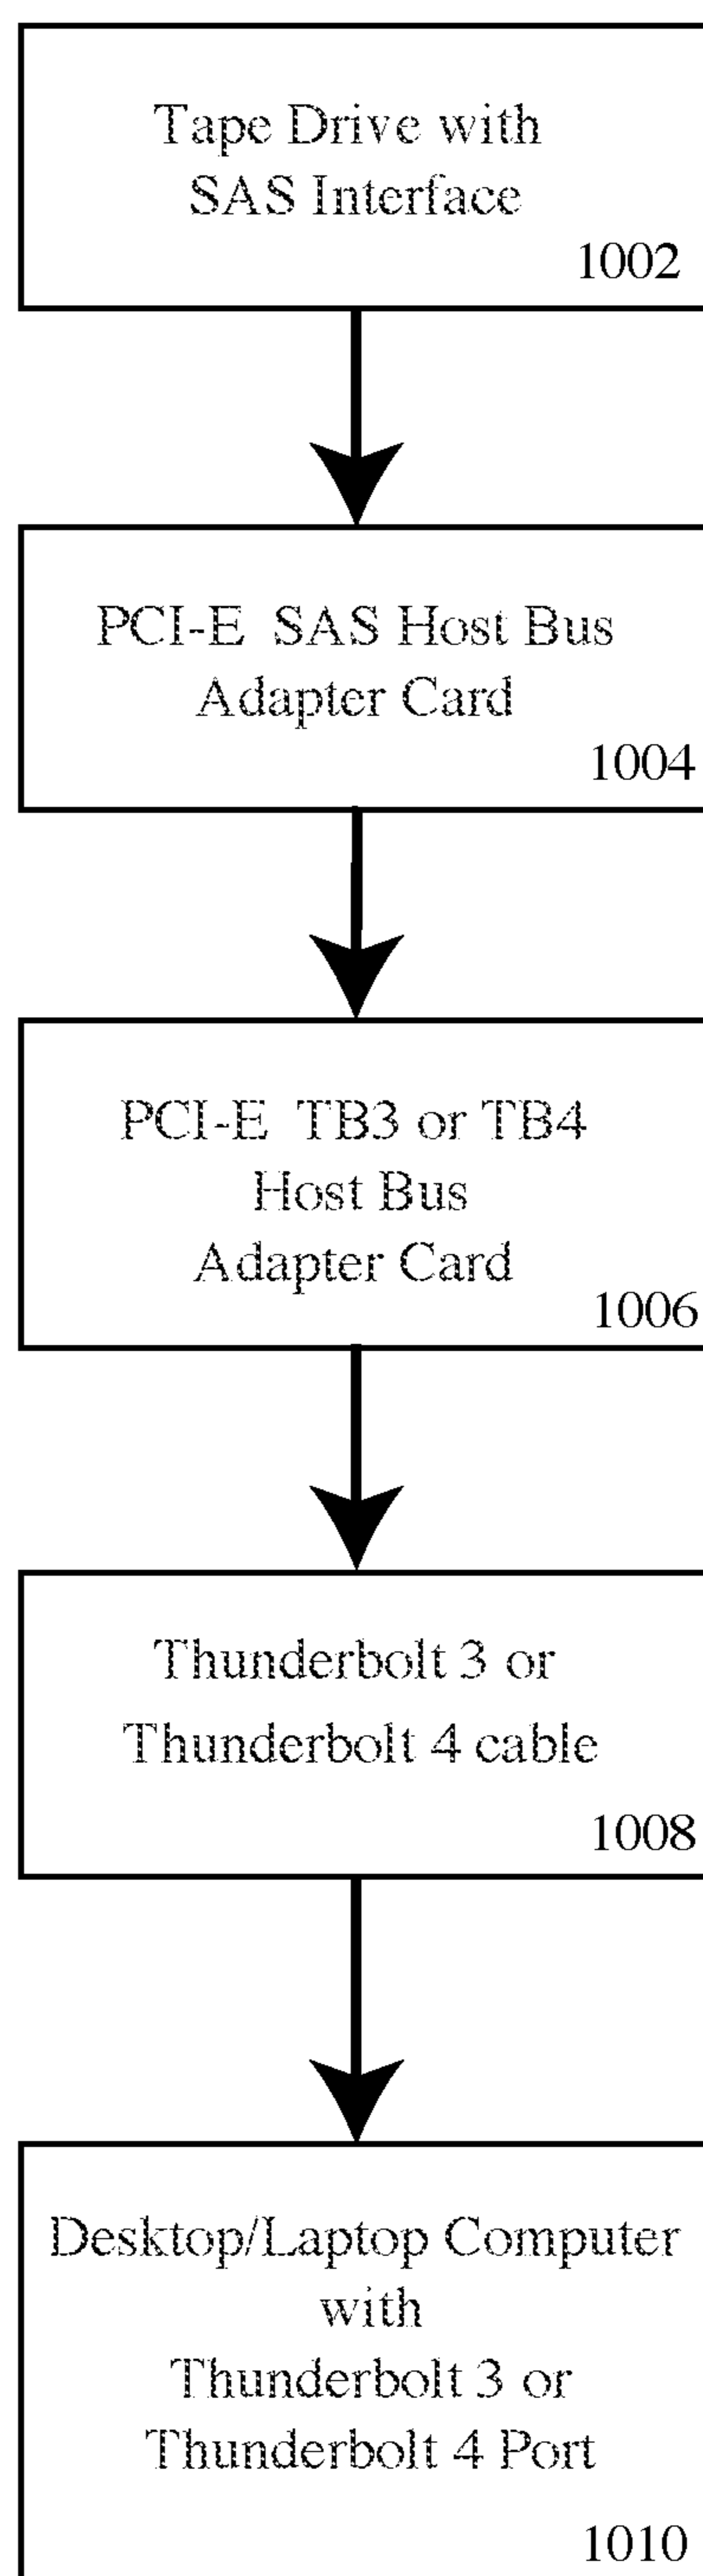 Tape Drive with
SAS Interface
1002
PCI-E SAS Host Bus
Adapter Card
1004
PCI-E TB3 or TB4
Host Bus
Adapter Card
1006
Thunderbolt 3 or
Thunderbolt 4 cable
1008
Desktop/Laptop Computer
with
Thunderbolt 3 or
Thunderbolt 4 Port
1010